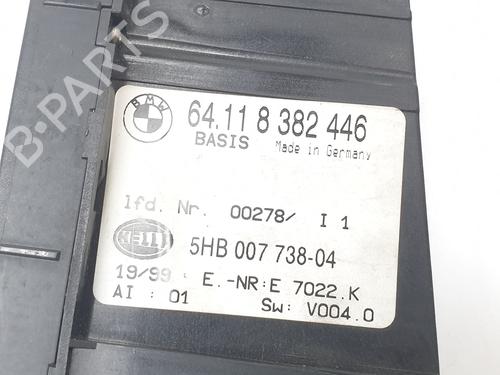 B-PARTS
BMW
64.11 8 382 446
BASIS Made in Germany
lfd. Nr. 00278/ I 1
HELLA
5HB 007 738-04
19/99 : E.-NR:E 7022.K
AI : 01 SW: V004.0